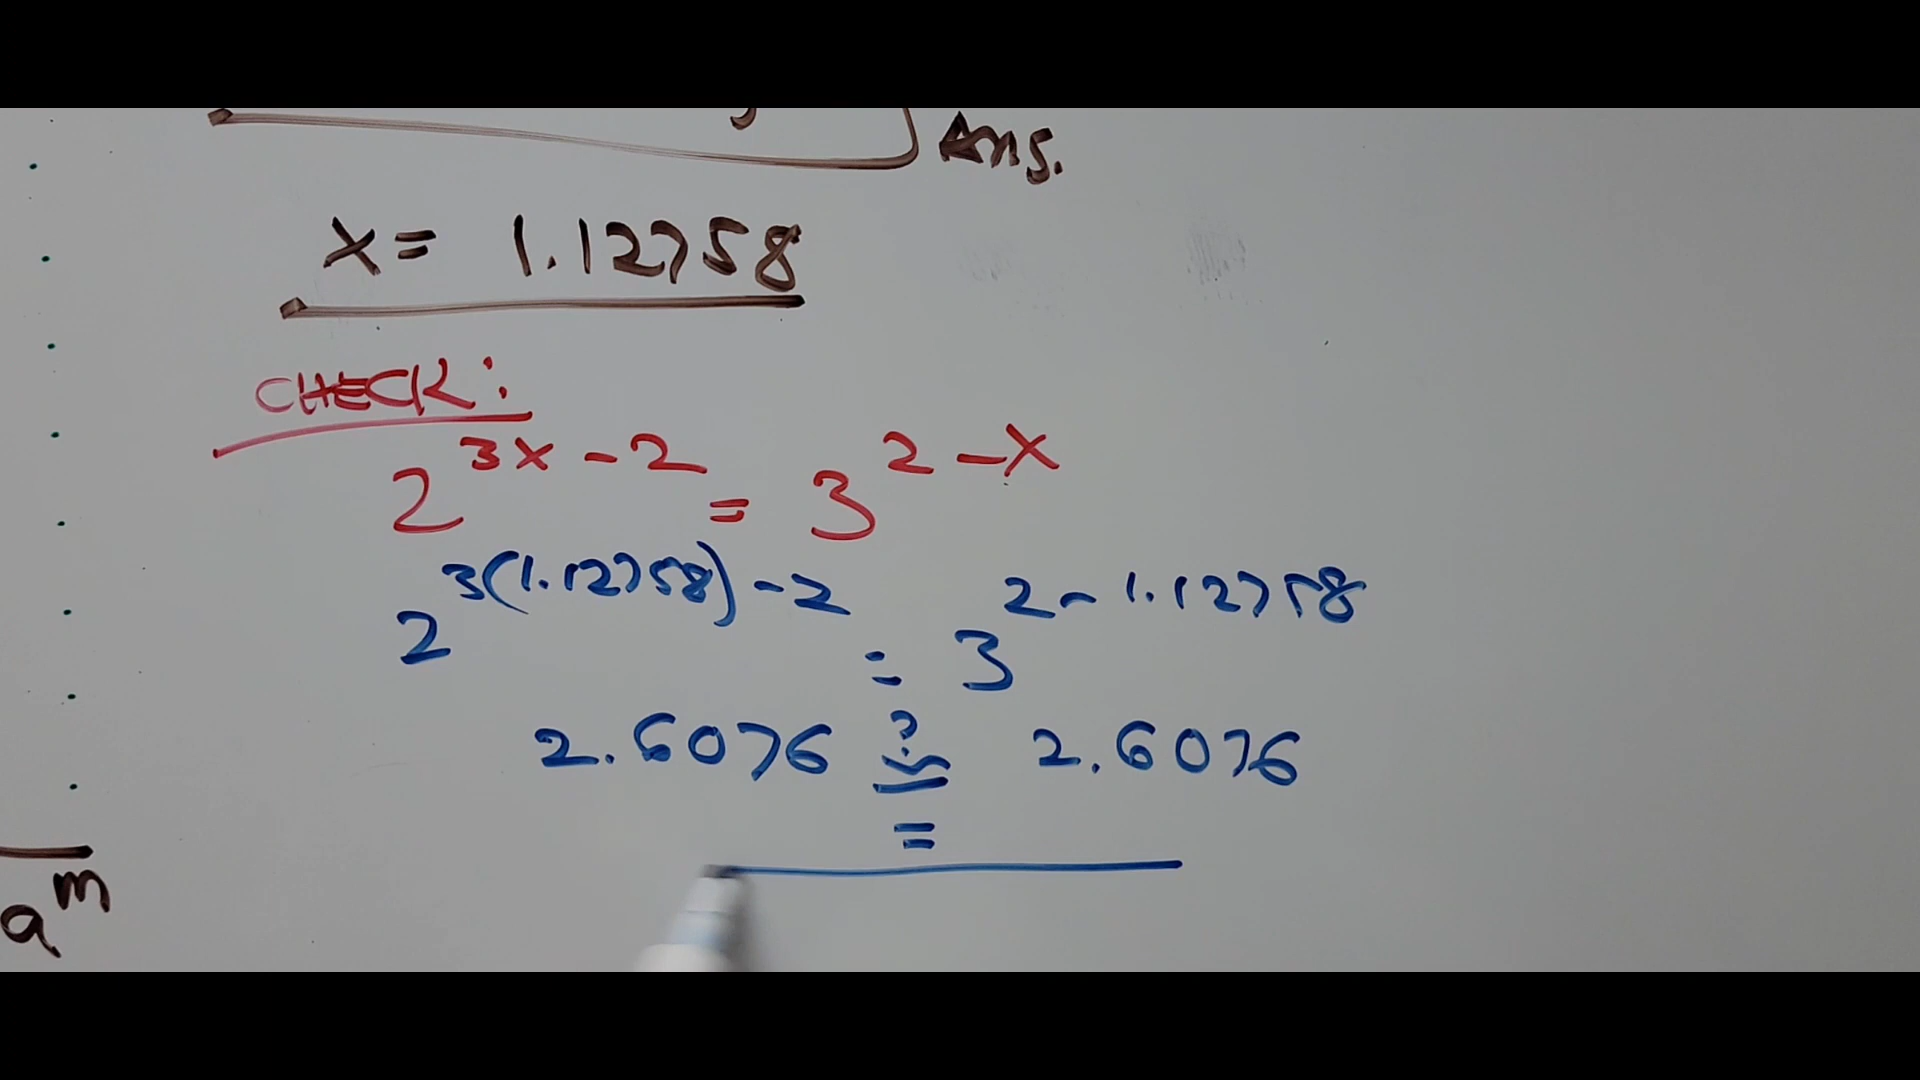 Ans.
x = 1.12758
CHECK:
2^{3x-2} = 3^{2-x}
2^{3(1.12758)-2} = 3^{2-1.12758}
2.6076 ≟ 2.6076
=
a^m